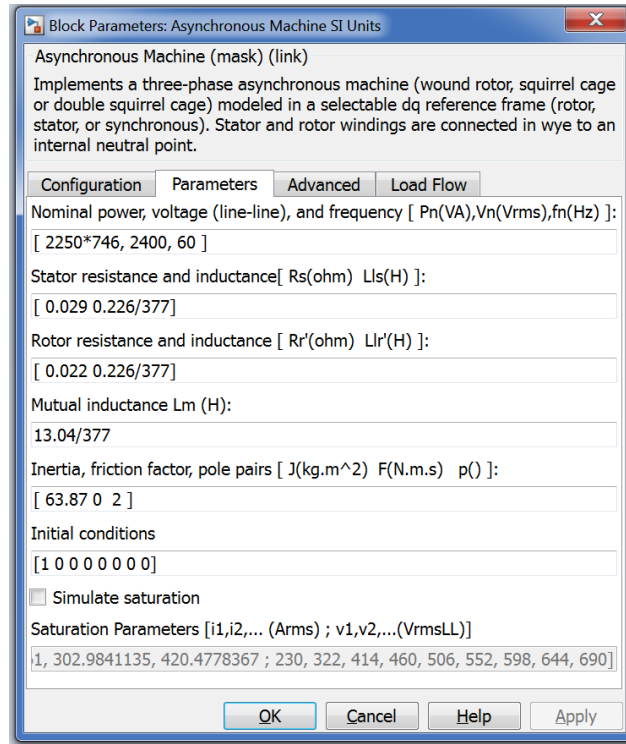 Block Parameters: Asynchronous Machine SI Units
X
Asynchronous Machine (mask) (link)
Implements a three-phase asynchronous machine (wound rotor, squirrel cage
or double squirrel cage) modeled in a selectable dq reference frame (rotor,
stator, or synchronous). Stator and rotor windings are connected in wye to an
internal neutral point.
Configuration Parameters Advanced Load Flow
Nominal power, voltage (line-line), and frequency [ Pn(VA),Vn(Vrms),fn(Hz) ]:
[ 2250*746, 2400, 60 ]
Stator resistance and inductance[ Rs(ohm) Lls(H) ]:
[ 0.029 0.226/377]
Rotor resistance and inductance [ Rr'(ohm) Llr'(H) ]:
[ 0.022 0.226/377]
Mutual inductance Lm (H):
13.04/377
Inertia, friction factor, pole pairs [ J(kg.m^2) F(N.m.s) p() ]:
[ 63.87 0 2 ]
Initial conditions
[1 0 0 0 0 0 0 0]
Simulate saturation
Saturation Parameters [i1,i2,... (Arms) ; v1,v2,...(VrmsLL)]
1, 302.9841135, 420.4778367 ; 230, 322, 414, 460, 506, 552, 598, 644, 690]
OK Cancel Help Apply